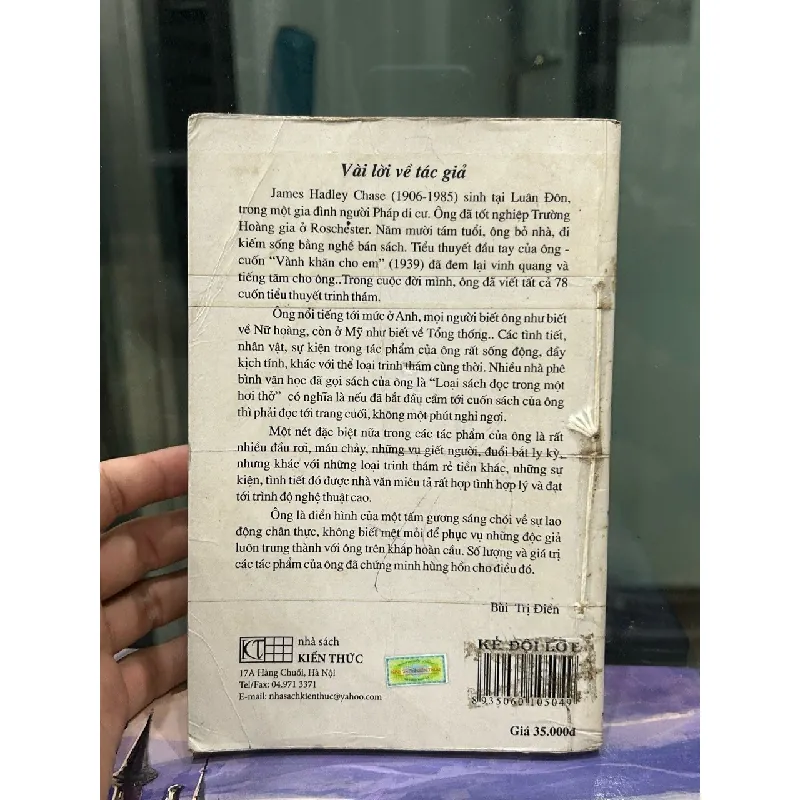 Vài lời về tác giả
James Hadley Chase (1906-1985) sinh tại Luân Đôn,
trong một gia đình người Pháp di cư. Ông đã tốt nghiệp Trường
Hoàng gia ở Roschester. Năm mười tám tuổi, ông bỏ nhà, đi
kiếm sống bằng nghề bán sách. Tiểu thuyết đầu tay của ông -
cuốn “Vành khăn cho em” (1939) đã đem lại vinh quang và
tiếng tăm cho ông..Trong cuộc đời mình, ông đã viết tất cả 78
cuốn tiểu thuyết trinh thám.
Ông nổi tiếng tới mức ở Anh, mọi người biết ông như biết
về Nữ hoàng, còn ở Mỹ như biết về Tổng thống.. Các tình tiết,
nhân vật, sự kiện trong tác phẩm của ông rất sống động, đầy
kịch tính, khác với thể loại trinh thám cùng thời. Nhiều nhà phê
bình văn học đã gọi sách của ông là “Loại sách đọc trong một
hơi thở” có nghĩa là nếu đã bắt đầu cầm tới cuốn sách của ông
thì phải đọc tới trang cuối, không một phút nghỉ ngơi.
Một nét đặc biệt nữa trong các tác phẩm của ông là rất
nhiều đầu rơi, máu chảy, những vụ giết người, đuổi bắt ly kỳ,
nhưng khác với những loại trinh thám rẻ tiền khác, những sự
kiện, tình tiết đó được nhà văn miêu tả rất hợp tình hợp lý và đạt
tới trình độ nghệ thuật cao.
Ông là điển hình của một tấm gương sáng chói về sự lao
động chân thực, không biết mệt mỏi để phục vụ những độc giả
luôn trung thành với ông trên khắp hoàn cầu. Số lượng và giá trị
các tác phẩm của ông đã chứng minh hùng hồn cho điều đó.
Bùi Trị Điền
KT
nhà sách
KIẾN THỨC
17A Hàng Chuối, Hà Nội
Tel/Fax: 04.971 3371
E-mail: nhasachkienthuc@yahoo.com
KẺ ĐỘI LỐT
8 935060 105049
Giá 35.000đ